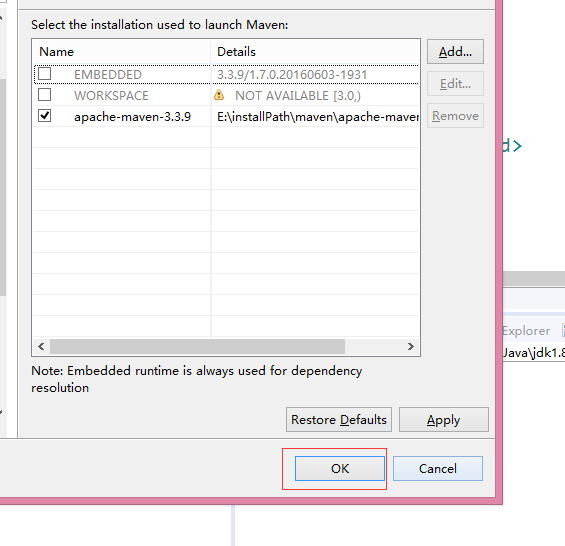 Select the installation used to launch Maven:
Name Details
EMBEDDED 3.3.9/1.7.0.20160603-1931
WORKSPACE NOT AVAILABLE [3.0,)
apache-maven-3.3.9 E:\installPath\maven\apache-maven
Add...
Edit...
Remove
d>
Explorer
Java\jdk1.8
Note: Embedded runtime is always used for dependency
resolution
Restore Defaults Apply
OK Cancel